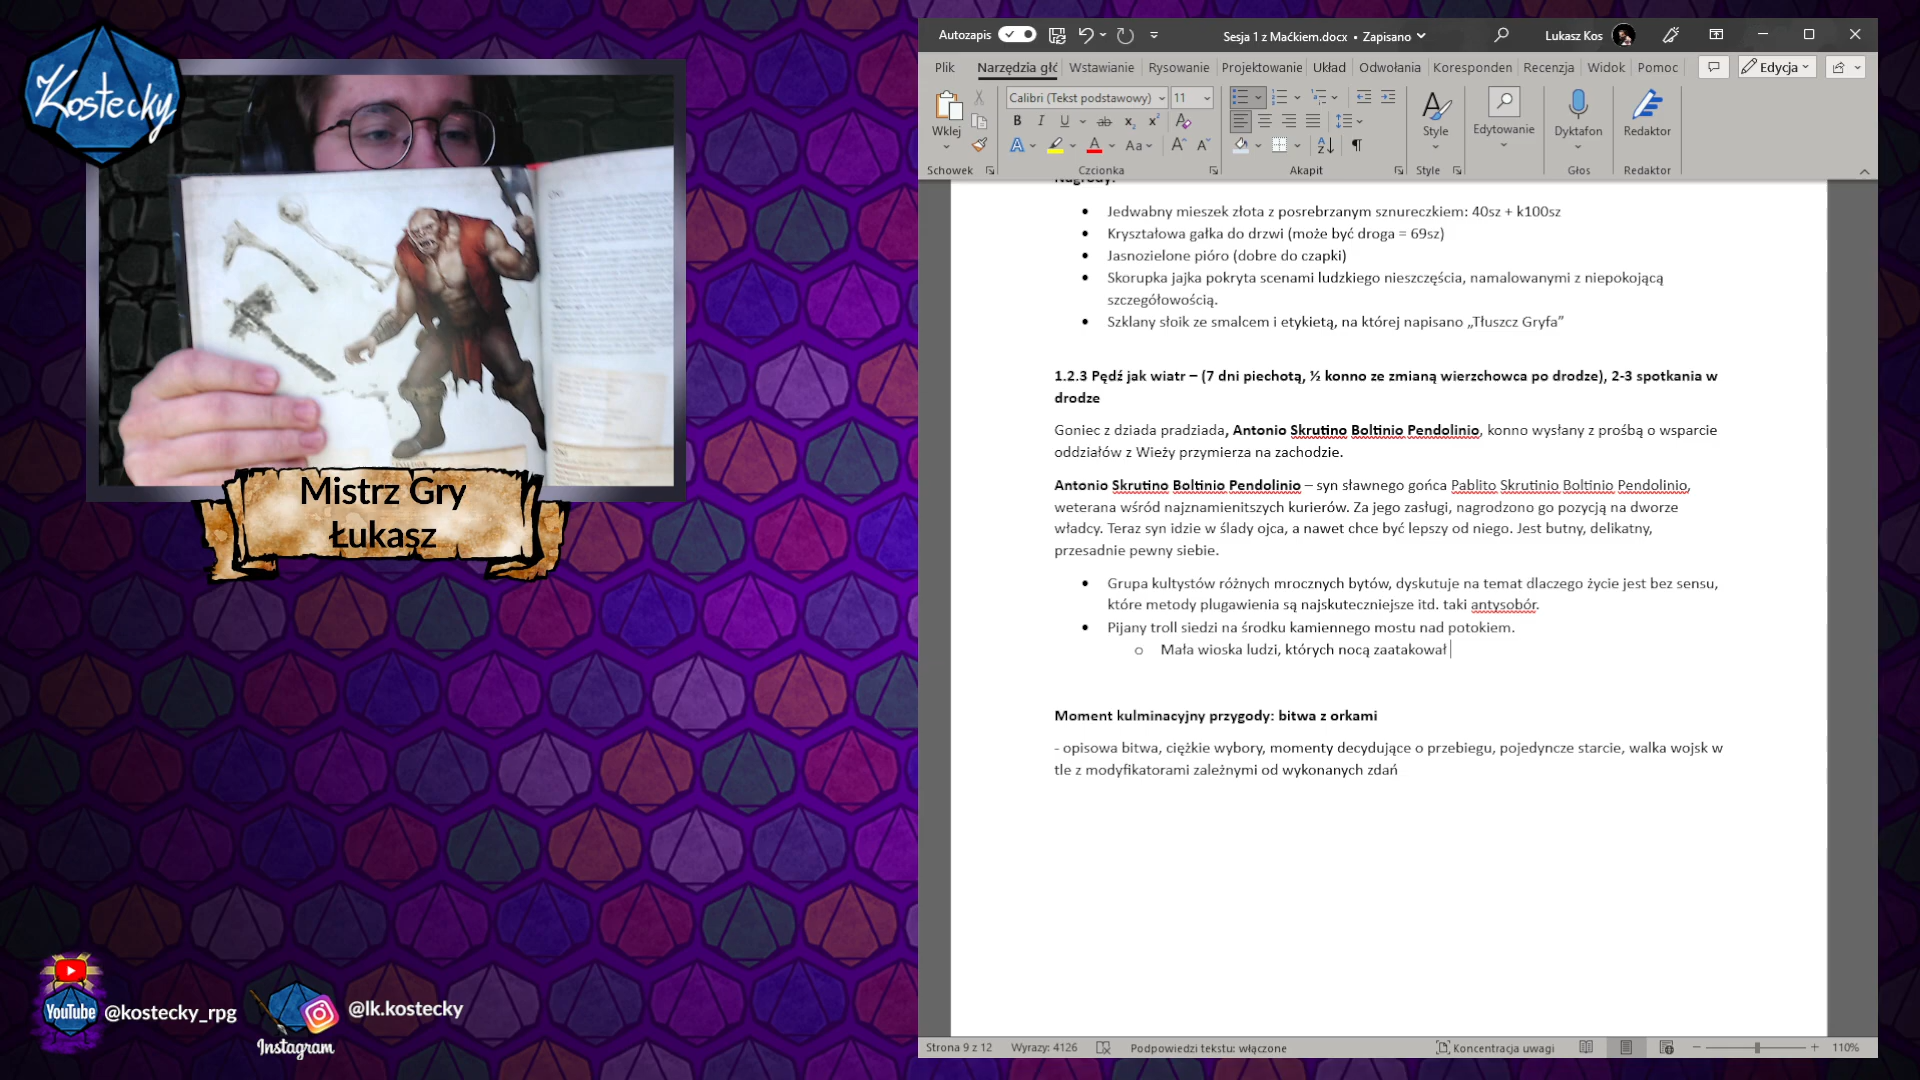 Kostecky
Mistrz Gry
Łukasz
YouTube @kostecky_rpg
@lk.kostecky
Instagram
Autozapis
Sesja 1 z Maćkiem.docx • Zapisano
Lukasz Kos
Plik Narzędzia głć Wstawianie Rysowanie Projektowanie Układ Odwołania Koresponden Recenzja Widok Pomoc Edycja
Calibri (Tekst podstawowy) 11
Wklej
B I U ab x₂ x²
A Aa A A
Style Edytowanie Dyktafon Redaktor
Schowek Czcionka Akapit Style Głos Redaktor
Nagrody:
• Jedwabny mieszek złota z posrebrzanym sznureczkiem: 40sz + k100sz
• Kryształowa gałka do drzwi (może być droga = 69sz)
• Jasnozielone pióro (dobre do czapki)
• Skorupka jajka pokryta scenami ludzkiego nieszczęścia, namalowanymi z niepokojącą
szczegółowością.
• Szklany słoik ze smalcem i etykietą, na której napisano „Tłuszcz Gryfa”
1.2.3 Pędź jak wiatr – (7 dni piechotą, ½ konno ze zmianą wierzchowca po drodze), 2-3 spotkania w
drodze
Goniec z dziada pradziada, Antonio Skrutino Boltinio Pendolinio, konno wysłany z prośbą o wsparcie
oddziałów z Wieży przymierza na zachodzie.
Antonio Skrutino Boltinio Pendolinio – syn sławnego gońca Pablito Skrutinio Boltinio Pendolinio,
weterana wśród najznamienitszych kurierów. Za jego zasługi, nagrodzono go pozycją na dworze
władcy. Teraz syn idzie w ślady ojca, a nawet chce być lepszy od niego. Jest butny, delikatny,
przesadnie pewny siebie.
• Grupa kultystów różnych mrocznych bytów, dyskutuje na temat dlaczego życie jest bez sensu,
które metody plugawienia są najskuteczniejsze itd. taki antysobór.
• Pijany troll siedzi na środku kamiennego mostu nad potokiem.
o Mała wioska ludzi, których nocą zaatakował
Moment kulminacyjny przygody: bitwa z orkami
- opisowa bitwa, ciężkie wybory, momenty decydujące o przebiegu, pojedyncze starcie, walka wojsk w
tle z modyfikatorami zależnymi od wykonanych zdań
Strona 9 z 12 Wyrazy: 4126 Podpowiedzi tekstu: włączone Koncentracja uwagi 110%